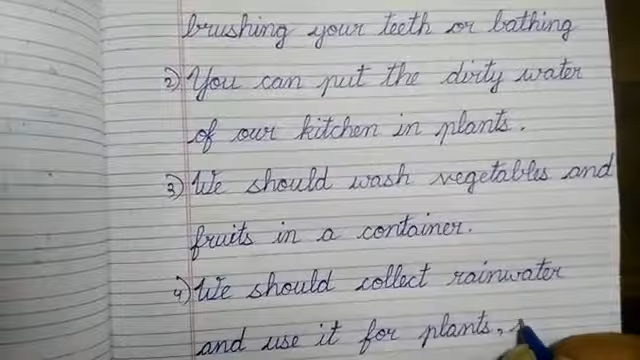 brushing your teeth or bathing
2) You can put the dirty water
of our kitchen in plants.
3) We should wash vegetables and
fruits in a container.
4) We should collect rainwater
and use it for plants,